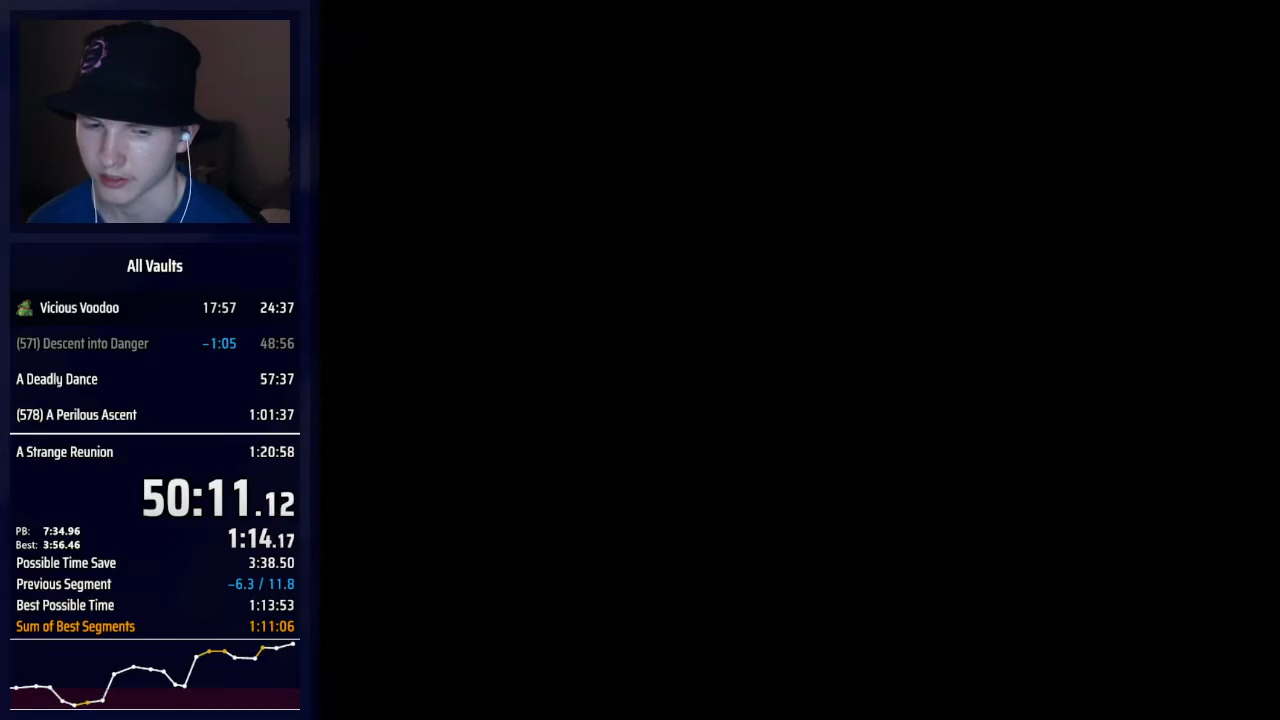 All Vaults
Vicious Voodoo 17:57 24:37
(571) Descent into Danger −1:05 48:56
A Deadly Dance 57:37
(578) A Perilous Ascent 1:01:37
A Strange Reunion 1:20:58
50:11.12
PB: 7:34.96
Best: 3:56.46
1:14.17
Possible Time Save 3:38.50
Previous Segment −6.3 / 11.8
Best Possible Time 1:13:53
Sum of Best Segments 1:11:06